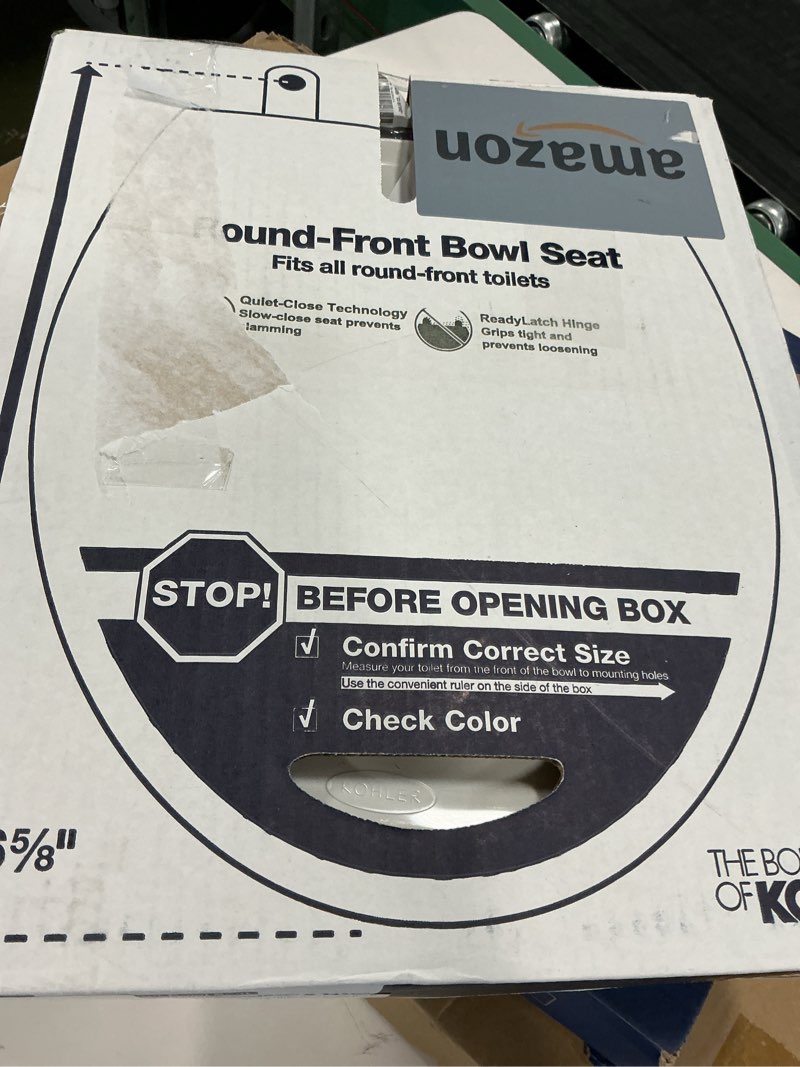 amazon
ound-Front Bowl Seat
Fits all round-front toilets
Quiet-Close Technology
Slow-close seat prevents
lamming
ReadyLatch Hinge
Grips tight and
prevents loosening
STOP!
BEFORE OPENING BOX
Confirm Correct Size
Measure your toilet from the front of the bowl to mounting holes
Use the convenient ruler on the side of the box
Check Color
KOHLER
5/8"
THE BO
OF KO